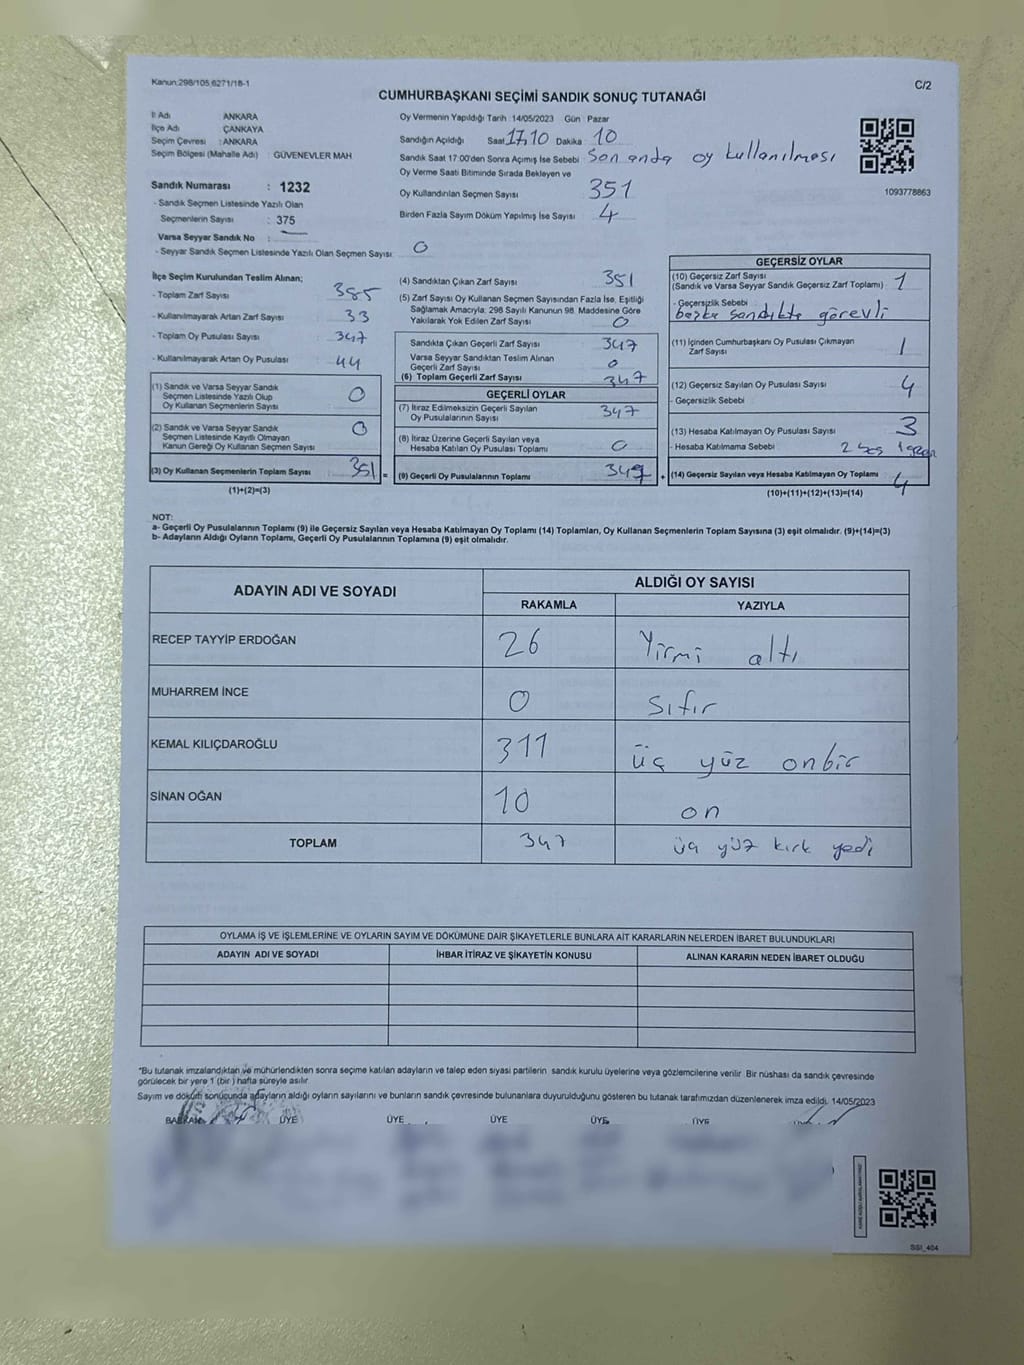 Kanun:298/105,6271/18-1
C/2
CUMHURBAŞKANI SEÇİMİ SANDIK SONUÇ TUTANAĞI
İl Adı ANKARA
İlçe Adı ÇANKAYA
Seçim Çevresi : ANKARA
Seçim Bölgesi (Mahalle Adı) : GÜVENEVLER MAH
Sandık Numarası : 1232
- Sandık Seçmen Listesinde Yazılı Olan
Seçmenlerin Sayısı : 375
Varsa Seyyar Sandık No :
- Seyyar Sandık Seçmen Listesinde Yazılı Olan Seçmen Sayısı: 0
Oy Vermenin Yapıldığı Tarih :14/05/2023 Gün : Pazar
Sandığın Açıldığı Saat 17,10 Dakika 10
Sandık Saat 17:00'den Sonra Açımış İse Sebebi : Son anda oy kullanılması
Oy Verme Saati Bitiminde Sırada Bekleyen ve
Oy Kullandırılan Seçmen Sayısı 351
Birden Fazla Sayım Döküm Yapılmış İse Sayısı 4
1093778863
İlçe Seçim Kurulundan Teslim Alınan;
- Toplam Zarf Sayısı 385
- Kullanılmayarak Artan Zarf Sayısı 33
- Toplam Oy Pusulası Sayısı 347
- Kullanılmayarak Artan Oy Pusulası 44
(1) Sandık ve Varsa Seyyar Sandık
Seçmen Listesinde Yazılı Olup
Oy Kullanan Seçmenlerin Sayısı 0
(2) Sandık ve Varsa Seyyar Sandık
Seçmen Listesinde Kayıtlı Olmayan
Kanun Gereği Oy Kullanan Seçmen Sayısı 0
(3) Oy Kullanan Seçmenlerin Toplam Sayısı 351 =
(1)+(2)=(3)
(4) Sandıktan Çıkan Zarf Sayısı 351
(5) Zarf Sayısı Oy Kullanan Seçmen Sayısından Fazla İse, Eşitliği
Sağlamak Amacıyla; 298 Sayılı Kanunun 98. Maddesine Göre
Yakılarak Yok Edilen Zarf Sayısı 0
Sandıkta Çıkan Geçerli Zarf Sayısı 347
Varsa Seyyar Sandıktan Teslim Alınan
Geçerli Zarf Sayısı 0
(6) Toplam Geçerli Zarf Sayısı 347
GEÇERLİ OYLAR
(7) İtiraz Edilmeksizin Geçerli Sayılan
Oy Pusulalarının Sayısı 347
(8) İtiraz Üzerine Geçerli Sayılan veya
Hesaba Katılan Oy Pusulası Toplamı 0
(9) Geçerli Oy Pusulalarının Toplamı 347 +
GEÇERSİZ OYLAR
(10) Geçersiz Zarf Sayısı
(Sandık ve Varsa Seyyar Sandık Geçersiz Zarf Toplamı) 1
- Geçersizlik Sebebi
başka sandıkta görevli
(11) İçinden Cumhurbaşkanı Oy Pusulası Çıkmayan
Zarf Sayısı 1
(12) Geçersiz Sayılan Oy Pusulası Sayısı 4
- Geçersizlik Sebebi
(13) Hesaba Katılmayan Oy Pusulası Sayısı 3
- Hesaba Katılmama Sebebi 2 1
(14) Geçersiz Sayılan veya Hesaba Katılmayan Oy Toplamı 4
(10)+(11)+(12)+(13)=(14)
NOT:
a- Geçerli Oy Pusulalarının Toplamı (9) ile Geçersiz Sayılan veya Hesaba Katılmayan Oy Toplamı (14) Toplamları, Oy Kullanan Seçmenlerin Toplam Sayısına (3) eşit olmalıdır. (9)+(14)=(3)
b- Adayların Aldığı Oyların Toplamı, Geçerli Oy Pusulalarının Toplamına (9) eşit olmalıdır.
ADAYIN ADI VE SOYADI ALDIĞI OY SAYISI
RAKAMLA YAZIYLA
RECEP TAYYİP ERDOĞAN 26 Yirmi altı
MUHARREM İNCE 0 Sıfır
KEMAL KILIÇDAROĞLU 311 üç yüz onbir
SİNAN OĞAN 10 on
TOPLAM 347 üç yüz kırk yedi
OYLAMA İŞ VE İŞLEMLERİNE VE OYLARIN SAYIM VE DÖKÜMÜNE DAİR ŞİKAYETLERLE BUNLARA AİT KARARLARIN NELERDEN İBARET BULUNDUKLARI
ADAYIN ADI VE SOYADI İHBAR İTİRAZ VE ŞİKAYETİN KONUSU ALINAN KARARIN NEDEN İBARET OLDUĞU
*Bu tutanak imzalandıktan ve mühürlendikten sonra seçime katılan adayların ve talep eden siyasi partilerin sandık kurulu üyelerine veya gözlemcilerine verilir. Bir nüshası da sandık çevresinde
görülecek bir yere 1 (bir ) hafta süreyle asılır
Sayım ve döküm sonucunda adayların aldığı oyların sayılarını ve bunların sandık çevresinde bulunanlara duyurulduğunu gösteren bu tutanak tarafımızdan düzenlenerek imza edildi. 14/05/2023
BAŞKAN ÜYE ÜYE ÜYE ÜYE ÜYE
SSI_404